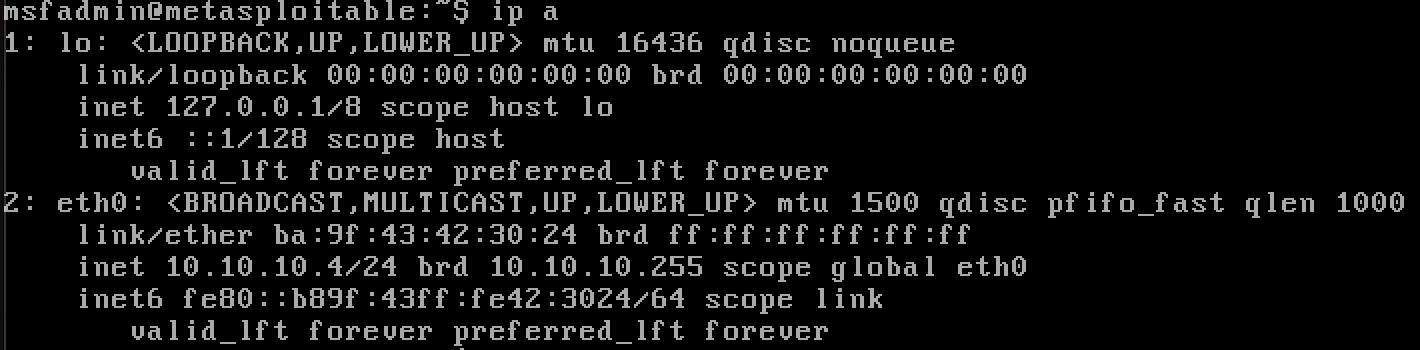 msfadmin@metasploitable:~$ ip a
1: lo: <LOOPBACK,UP,LOWER_UP> mtu 16436 qdisc noqueue
    link/loopback 00:00:00:00:00:00 brd 00:00:00:00:00:00
    inet 127.0.0.1/8 scope host lo
    inet6 ::1/128 scope host
       valid_lft forever preferred_lft forever
2: eth0: <BROADCAST,MULTICAST,UP,LOWER_UP> mtu 1500 qdisc pfifo_fast qlen 1000
    link/ether ba:9f:43:42:30:24 brd ff:ff:ff:ff:ff:ff
    inet 10.10.10.4/24 brd 10.10.10.255 scope global eth0
    inet6 fe80::b89f:43ff:fe42:3024/64 scope link
       valid_lft forever preferred_lft forever